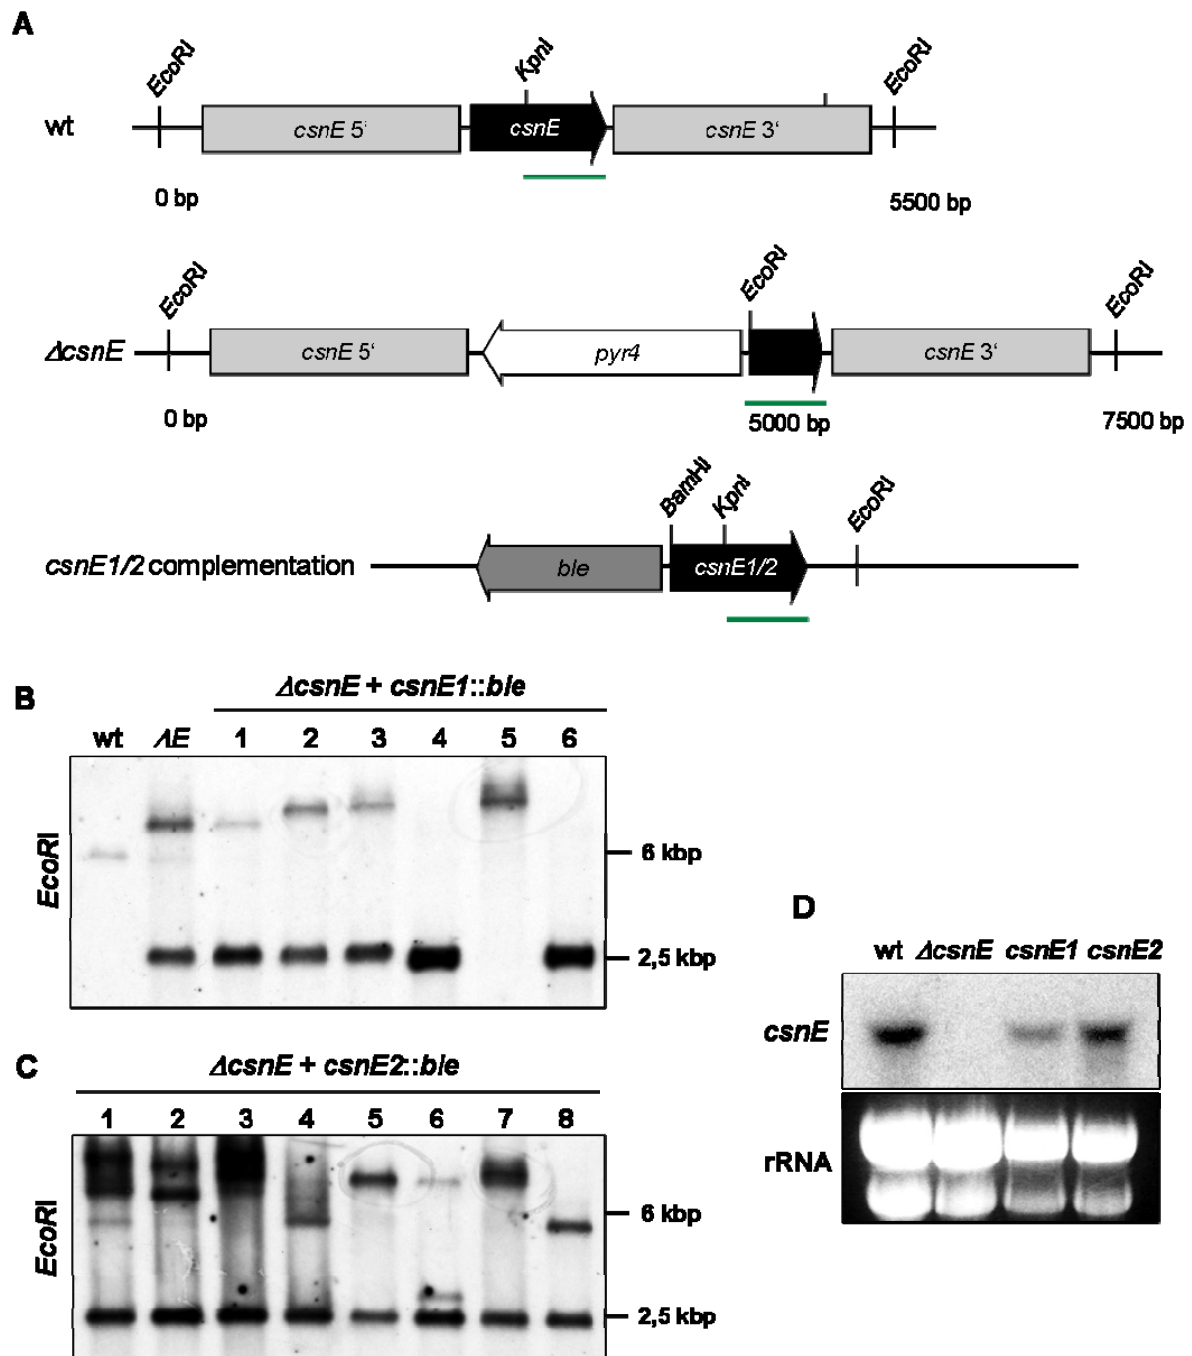 A
EcoRI KpnI EcoRI
wt csnE 5‘ csnE csnE 3‘
0 bp 5500 bp
EcoRI EcoRI EcoRI
ΔcsnE csnE 5‘ pyr4 csnE 3‘
0 bp 5000 bp 7500 bp
BamHI KpnI EcoRI
csnE1/2 complementation ble csnE1/2
B
ΔcsnE + csnE1::ble
wt ΔE 1 2 3 4 5 6
EcoRI
6 kbp
2,5 kbp
C
ΔcsnE + csnE2::ble
1 2 3 4 5 6 7 8
EcoRI
6 kbp
2,5 kbp
D
wt ΔcsnE csnE1 csnE2
csnE
rRNA